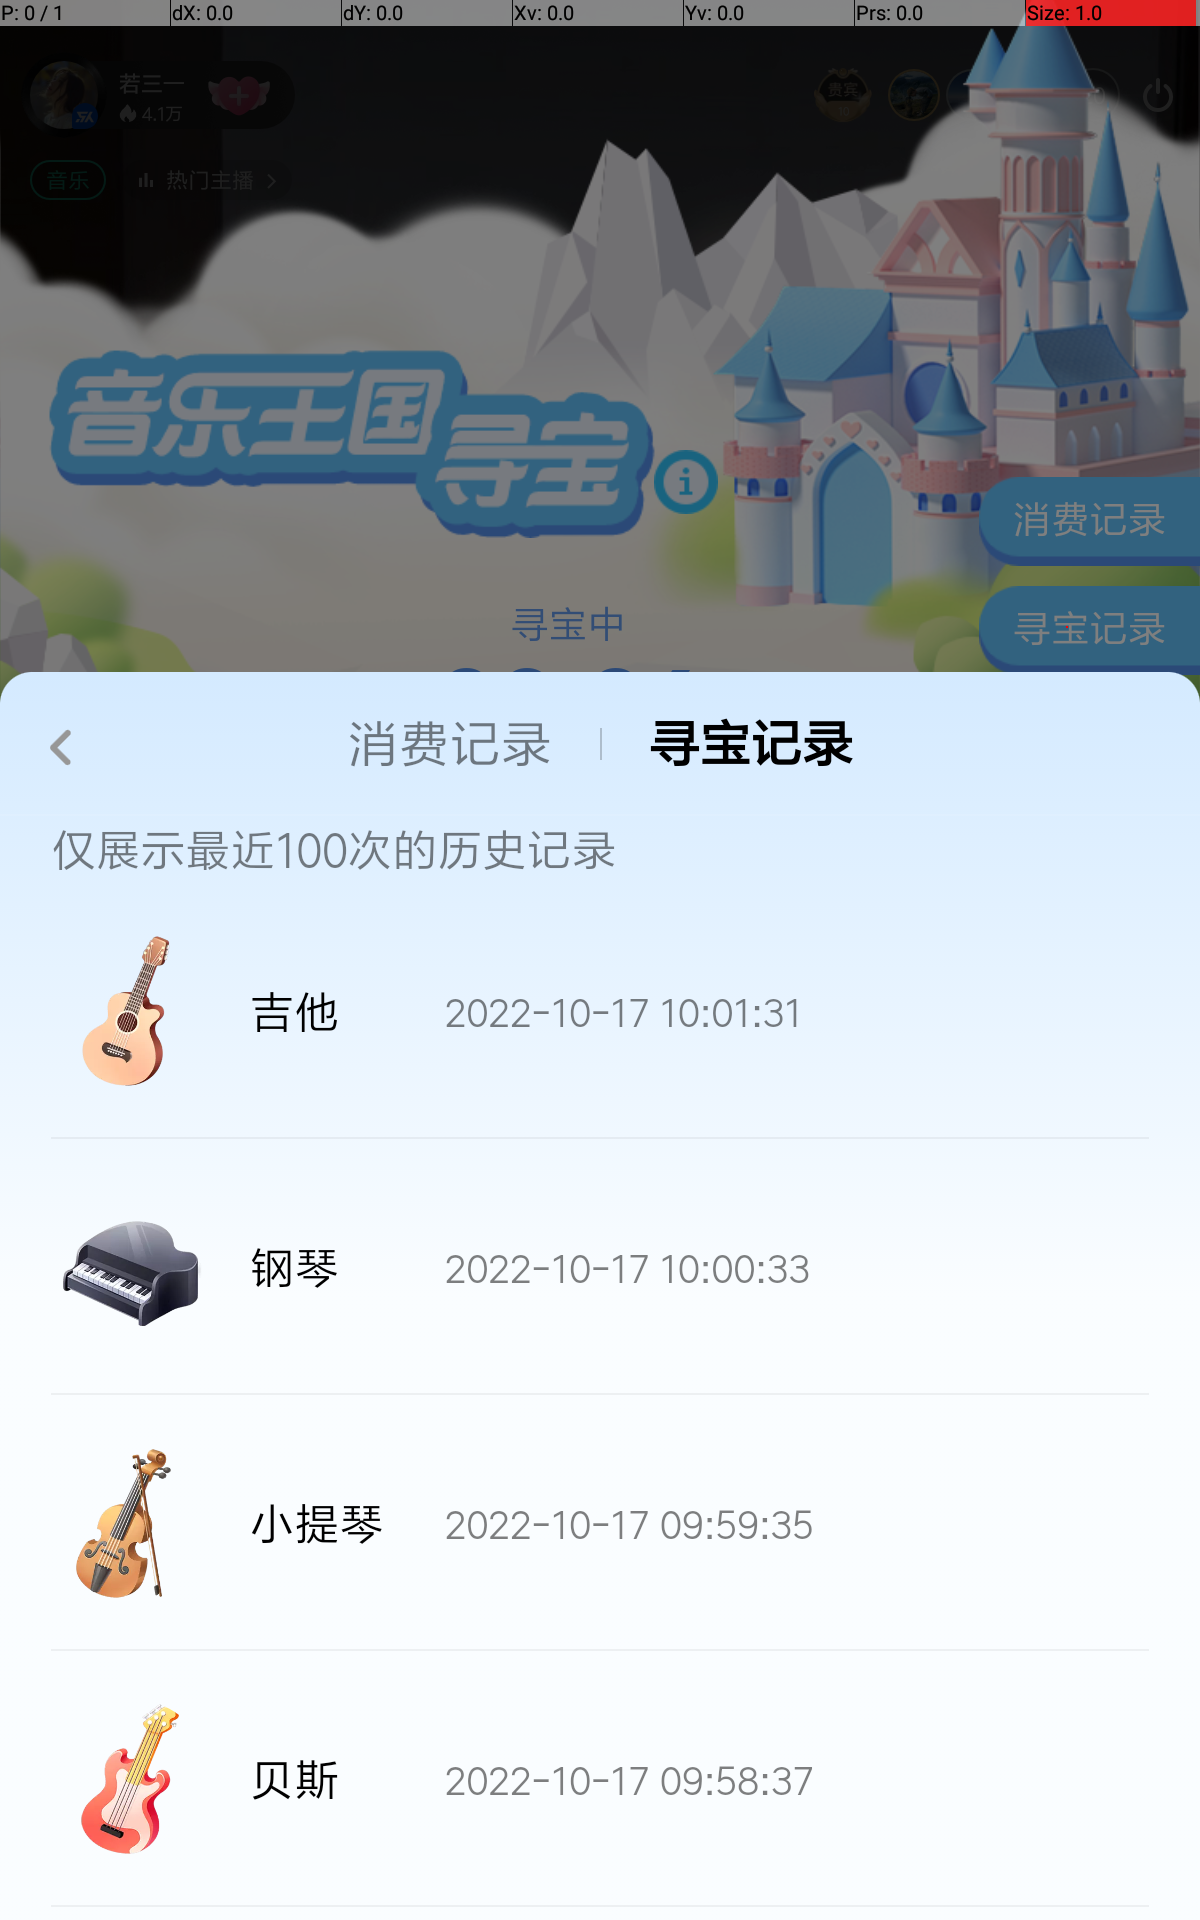 P: 0 / 1 dX: 0.0 dY: 0.0 Xv: 0.0 Yv: 0.0 Prs: 0.0 Size: 1.0
若三一
4.1万
贵宾
音乐 热门主播
音乐王国
寻宝
消费记录
寻宝中
寻宝记录
消费记录 寻宝记录
仅展示最近100次的历史记录
吉他 2022-10-17 10:01:31
钢琴 2022-10-17 10:00:33
小提琴 2022-10-17 09:59:35
贝斯 2022-10-17 09:58:37